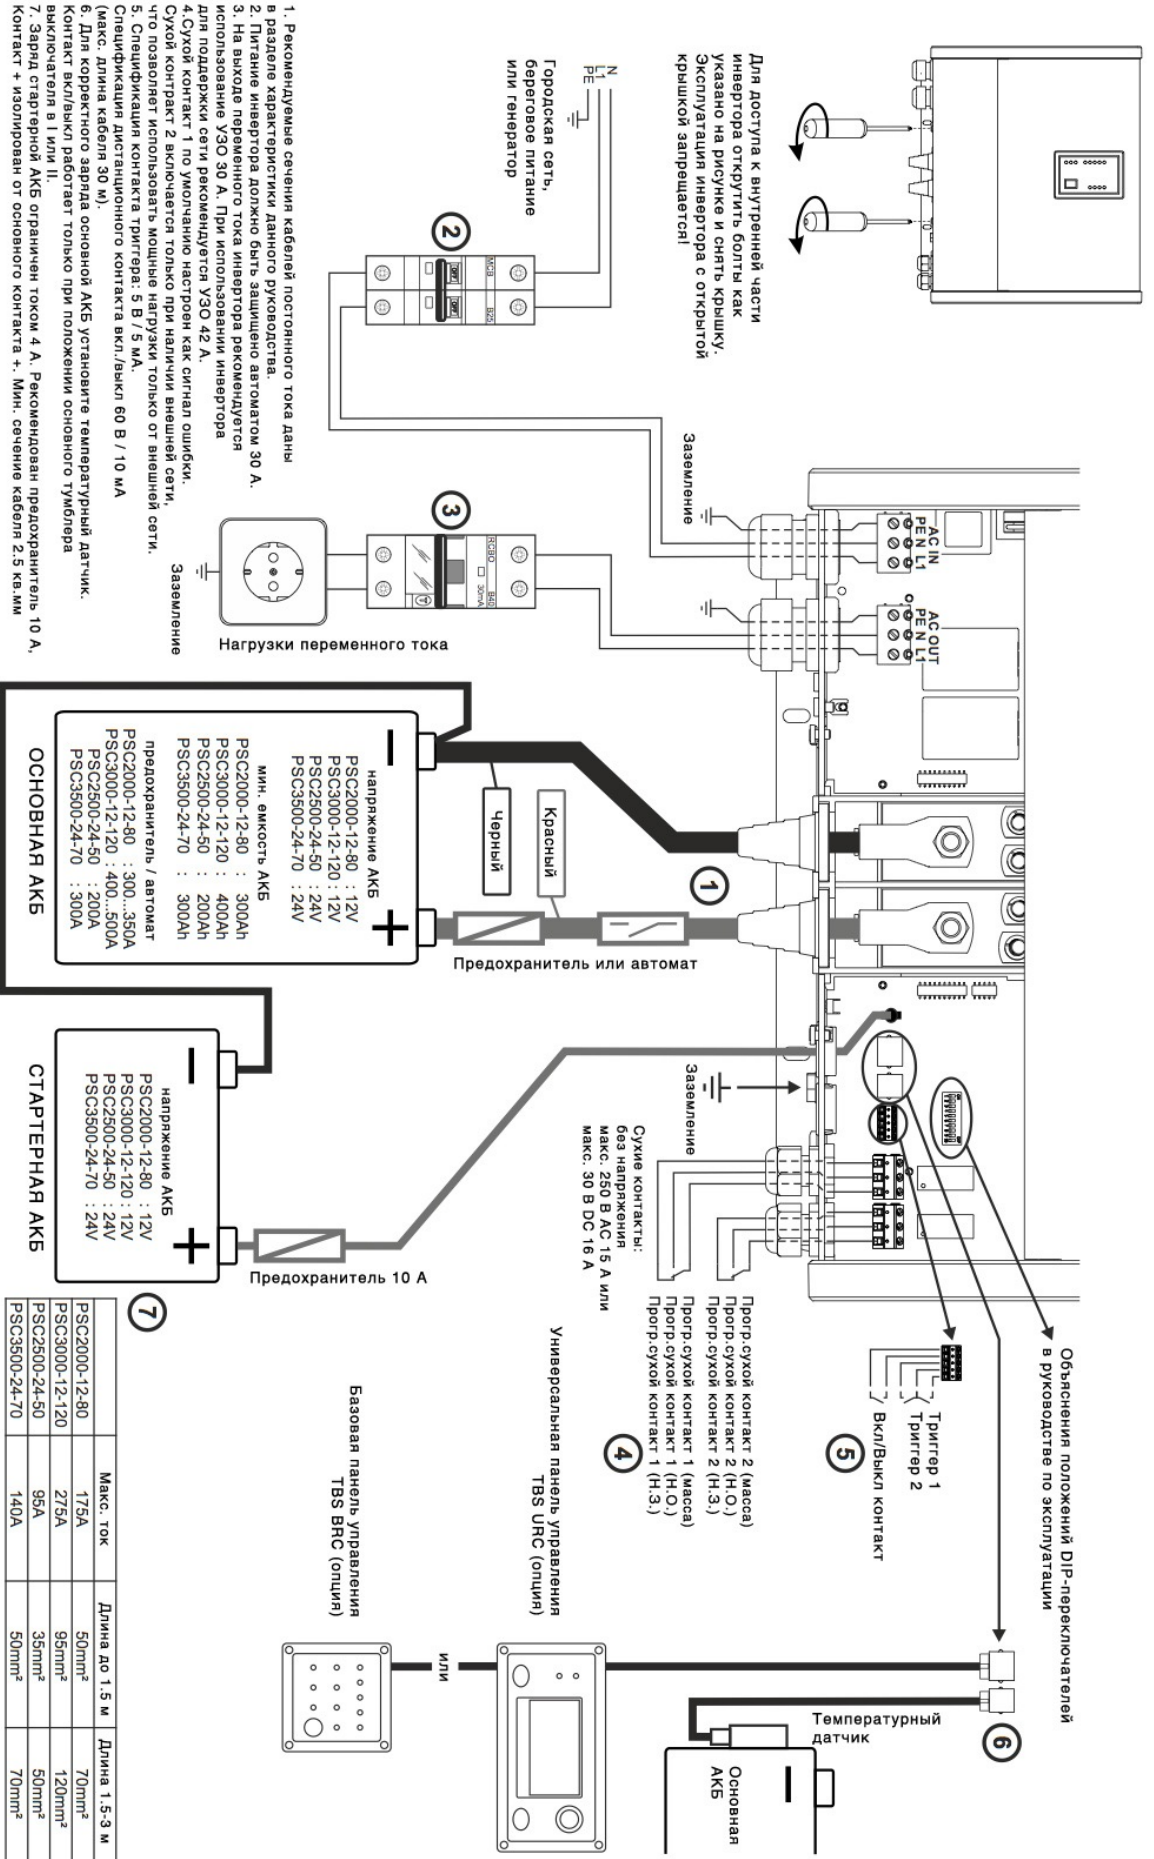 Для доступа к внутренней части
инвертора открутить болты как
указано на рисунке и снять крышку.
Эксплуатация инвертора с открытой
крышкой запрещается!
N
L1
PE
Городская сеть,
береговое питание
или генератор
2
MCB
B25
OFF
OFF
Заземление
AC IN
PE N L1
AC OUT
PE N L1
3
RCBO
B40
30mA
Заземление
Нагрузки переменного тока
1. Рекомендуемые сечения кабелей постоянного тока даны
в разделе характеристики данного руководства.
2. Питание инвертора должно быть защищено автоматом 30 А.
3. На выходе переменного тока инвертора рекомендуется
использование УЗО 30 А. При использовании инвертора
для поддержки сети рекомендуется УЗО 42 А.
4.Сухой контакт 1 по умолчанию настроен как сигнал ошибки.
Сухой контракт 2 включается только при наличии внешней сети,
что позволяет использовать мощные нагрузки только от внешней сети.
5. Спецификация контакта триггера: 5 В / 5 мА.
Спецификация дистанционного контакта вкл./выкл 60 В / 10 мА
(макс. длина кабеля 30 м).
6. Для корректного заряда основной АКБ установите температурный датчик.
Контакт вкл/выкл работает только при положении основного тумблера
выключателя в I или II.
7. Заряд стартерной АКБ ограничен током 4 А. Рекомендован предохранитель 10 А,
Контакт + изолирован от основного контакта +. Мин. сечение кабеля 2.5 кв.мм
1
Красный
Черный
Предохранитель или автомат
напряжение АКБ
PSC2000-12-80 : 12V
PSC3000-12-120 : 12V
PSC2500-24-50 : 24V
PSC3500-24-70 : 24V
мин. емкость АКБ
PSC2000-12-80 : 300Ah
PSC3000-12-120 : 400Ah
PSC2500-24-50 : 200Ah
PSC3500-24-70 : 300Ah
предохранитель / автомат
PSC2000-12-80 : 300...350A
PSC3000-12-120 : 400...500A
PSC2500-24-50 : 200A
PSC3500-24-70 : 300A
ОСНОВНАЯ АКБ
Заземление
напряжение АКБ
PSC2000-12-80 : 12V
PSC3000-12-120 : 12V
PSC2500-24-50 : 24V
PSC3500-24-70 : 24V
СТАРТЕРНАЯ АКБ
Предохранитель 10 А
7
Сухие контакты:
без напряжения
макс. 250 В AC 15 А или
макс. 30 В DC 16 А
Прогр.сухой контакт 2 (масса)
Прогр.сухой контакт 2 (Н.О.)
Прогр.сухой контакт 2 (Н.З.)
Прогр.сухой контакт 1 (масса)
Прогр.сухой контакт 1 (Н.О.)
Прогр.сухой контакт 1 (Н.З.)
4
Объяснения положений DIP-переключателей
в руководстве по эксплуатации
Триггер 1
Триггер 2
Вкл/Выкл контакт
5
Универсальная панель управления
TBS URC (опция)
Базовая панель управления
TBS BRC (опция)
или
6
Температурный
датчик
Основная
АКБ
Макс. ток Длина до 1.5 м Длина 1.5-3 м
PSC2000-12-80 175A 50mm² 70mm²
PSC3000-12-120 275A 95mm² 120mm²
PSC2500-24-50 95A 35mm² 50mm²
PSC3500-24-70 140A 50mm² 70mm²